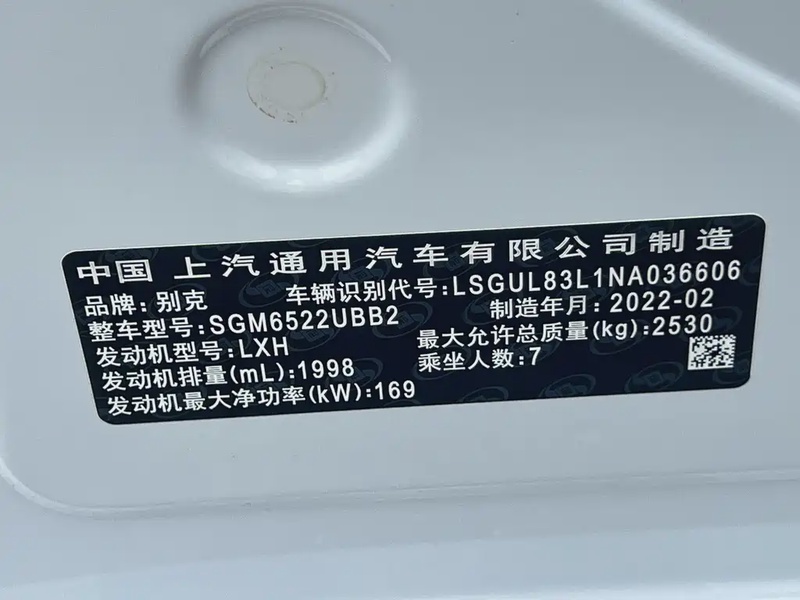 中国 上汽通用汽车有限公司制造
品牌:别克 车辆识别代号:LSGUL83L1NA036606
整车型号:SGM6522UBB2 制造年月:2022-02
发动机型号:LXH 最大允许总质量(kg):2530
发动机排量(mL):1998 乘坐人数:7
发动机最大净功率(kW):169